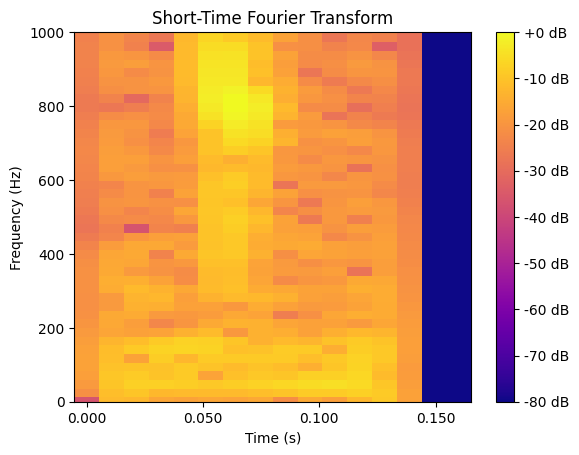 Short-Time Fourier Transform
Frequency (Hz)
1000
800
600
400
200
0
0.000
0.050
0.100
0.150
Time (s)
+0 dB
-10 dB
-20 dB
-30 dB
-40 dB
-50 dB
-60 dB
-70 dB
-80 dB